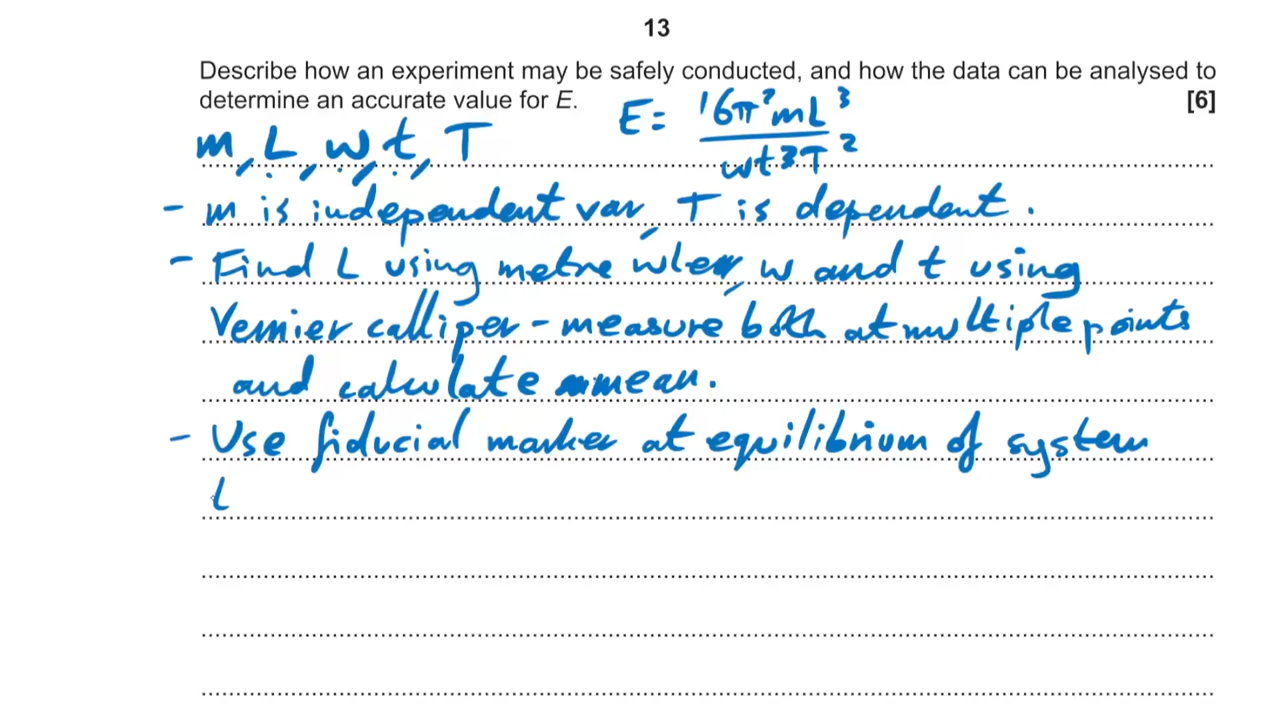 13
Describe how an experiment may be safely conducted, and how the data can be analysed to
determine an accurate value for E. [6]
E = 16π²mL³ / wt³T²
m, L, w, t, T
- m is independent var, T is dependent.
- Find L using metre ruler, w and t using
Vernier calliper - measure both at multiple points
and calculate mean.
- Use fiducial marker at equilibrium of system